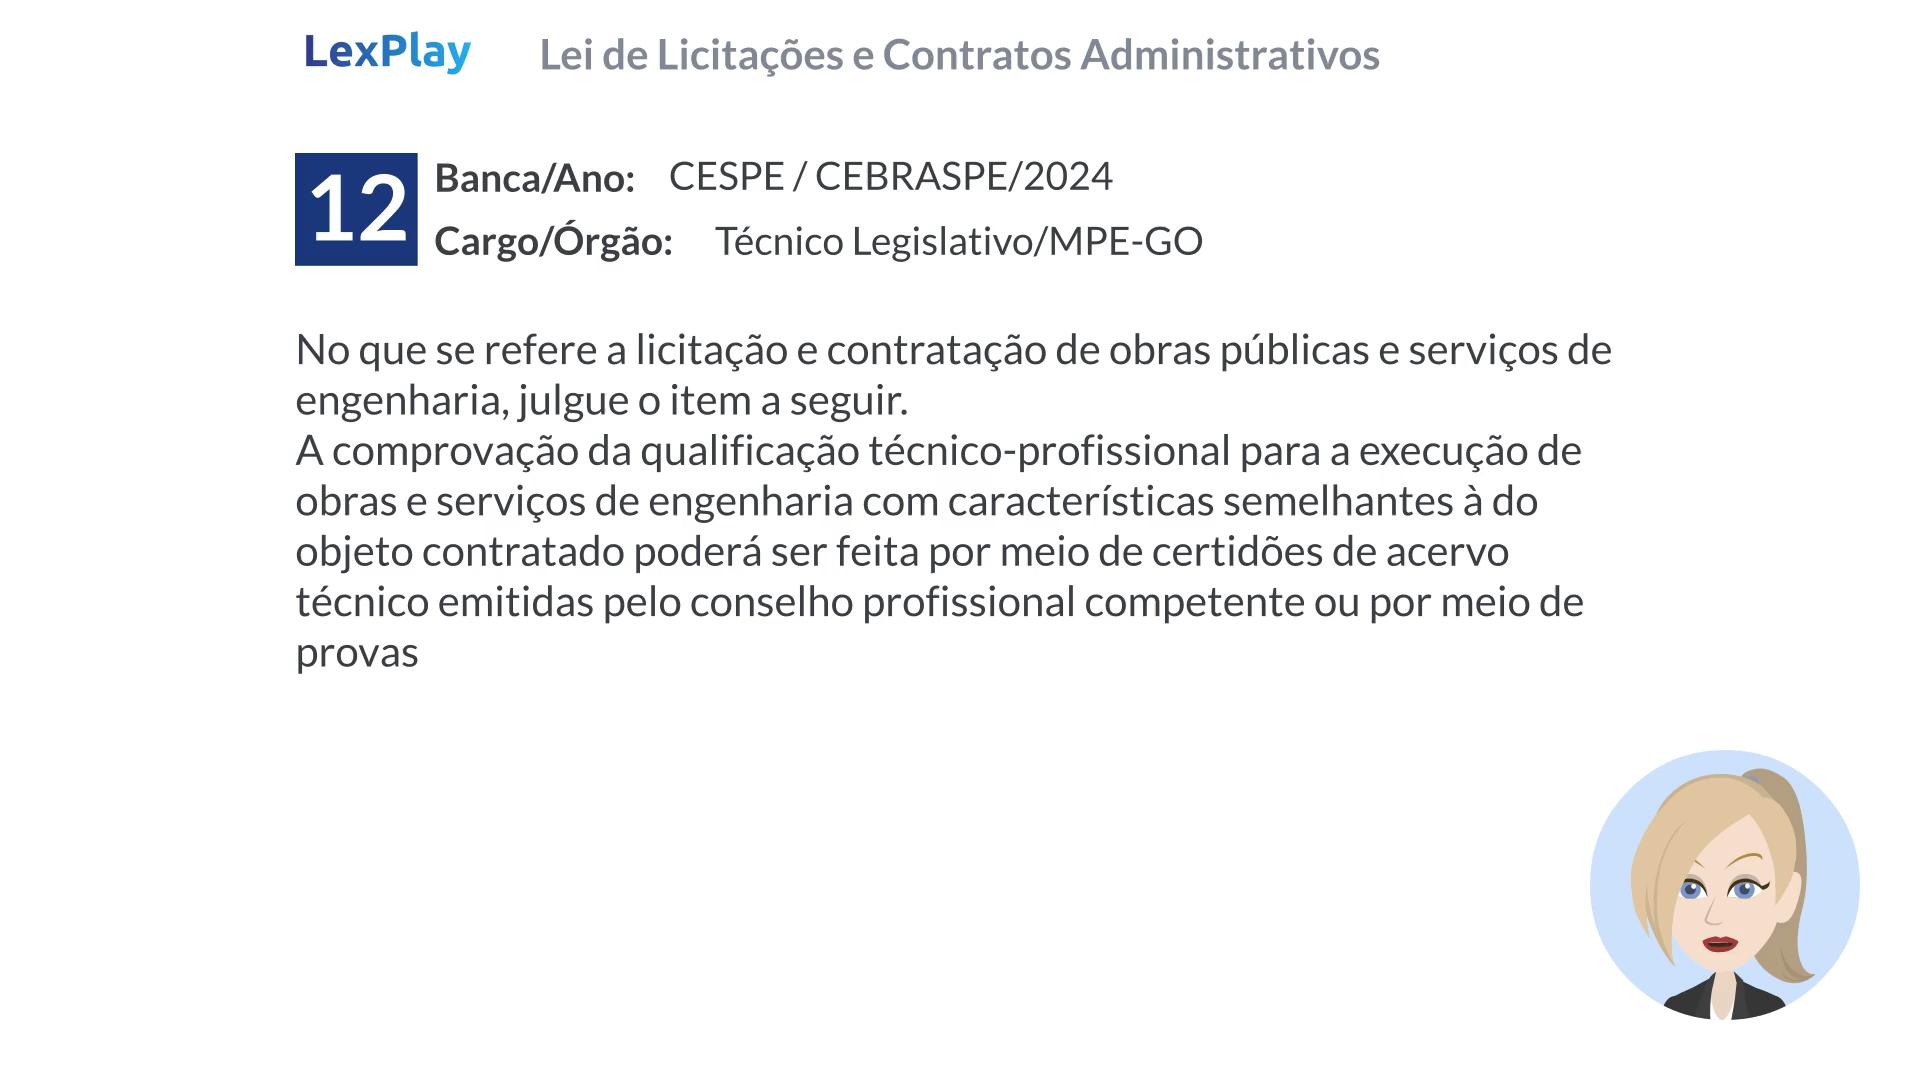 LexPlay
Lei de Licitações e Contratos Administrativos
12
Banca/Ano: CESPE / CEBRASPE/2024
Cargo/Órgão: Técnico Legislativo/MPE-GO
No que se refere a licitação e contratação de obras públicas e serviços de
engenharia, julgue o item a seguir.
A comprovação da qualificação técnico-profissional para a execução de
obras e serviços de engenharia com características semelhantes à do
objeto contratado poderá ser feita por meio de certidões de acervo
técnico emitidas pelo conselho profissional competente ou por meio de
provas